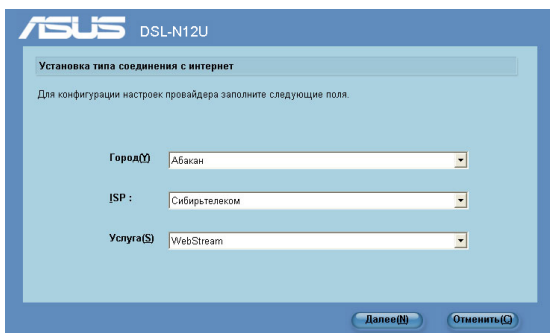 ASUS DSL-N12U
Установка типа соединения с интернет
Для конфигурации настроек провайдера заполните следующие поля.
Город(Y) Абакан
ISP : Сибирьтелеком
Услуга(S) WebStream
Далее(N) Отменить(C)